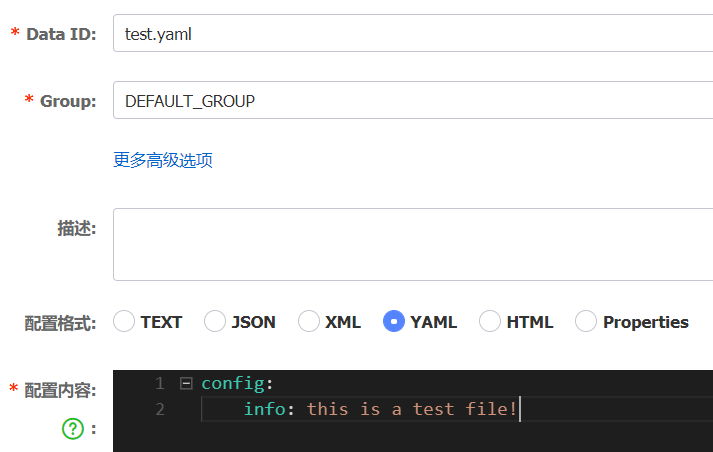 * Data ID: test.yaml
* Group: DEFAULT_GROUP
更多高级选项
描述:
配置格式: TEXT JSON XML YAML HTML Properties
* 配置内容: 1 config:
? : 2 info: this is a test file!